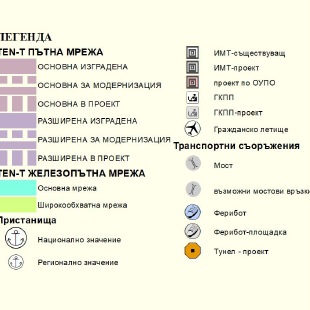 ЛЕГЕНДА
TEN-T ПЪТНА МРЕЖА
ОСНОВНА ИЗГРАДЕНА
ОСНОВНА ЗА МОДЕРНИЗАЦИЯ
ОСНОВНА В ПРОЕКТ
РАЗШИРЕНА ИЗГРАДЕНА
РАЗШИРЕНА ЗА МОДЕРНИЗАЦИЯ
РАЗШИРЕНА В ПРОЕКТ
TEN-T ЖЕЛЕЗОПЪТНА МРЕЖА
Основна мрежа
Широкообхватна мрежа
Пристанища
Национално значение
Регионално значение
ИМТ-съществуващ
ИМТ-проект
проект по ОУПО
ГКПП
ГКПП-проект
Гражданско летище
Транспортни съоръжения
Мост
възможни мостови връзки
Ферибот
Ферибот-площадка
Тунел - проект